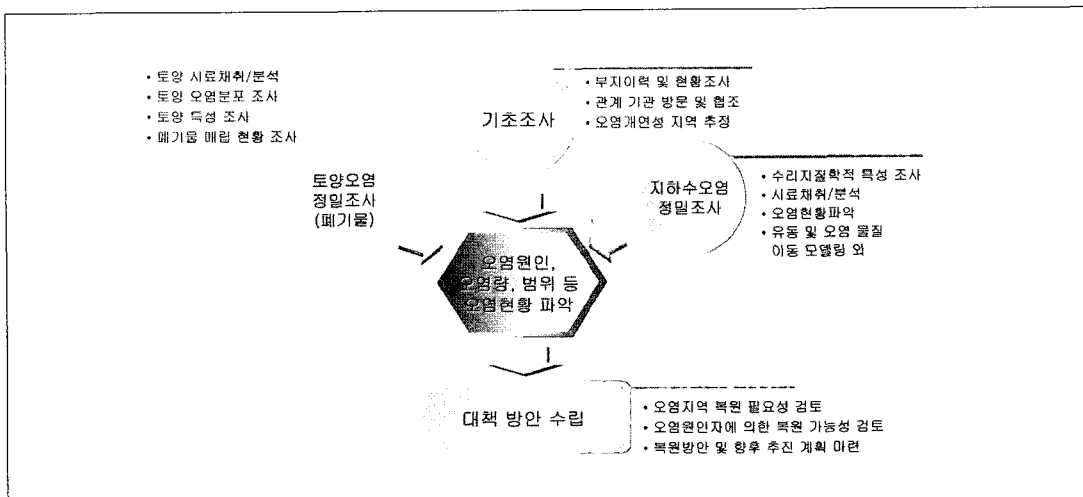 • 토양 시료채취/분석
• 토양 오염분포 조사
• 토양 특성 조사
• 폐기물 매립 현황 조사
기초조사
• 부지이력 및 현황조사
• 관계 기관 방문 및 협조
• 오염개연성 지역 추정
토양오염
정밀조사
(폐기물)
지하수오염
정밀조사
• 수리지질학적 특성 조사
• 시료채취/분석
• 오염현황파악
• 유동 및 오염 물질
이동 모델링 외
오염원인,
오염량, 범위 등
오염현황 파악
대책 방안 수립
• 오염지역 복원 필요성 검토
• 오염원인자에 의한 복원 가능성 검토
• 복원방안 및 향후 추진 계획 마련